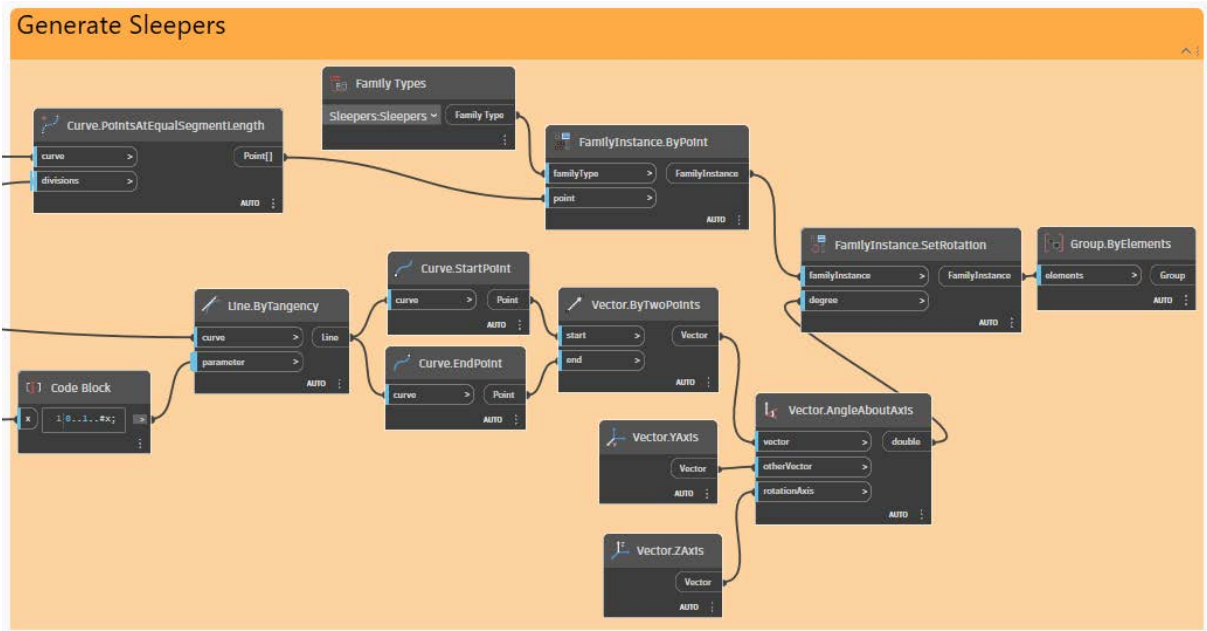 Generate Sleepers
Family Types
Sleepers:Sleepers
Family Type
Curve.PointsAtEqualSegmentLength
curve >
Point[]
divisions >
AUTO
FamilyInstance.ByPoint
familyType >
FamilyInstance
point >
AUTO
FamilyInstance.SetRotation
familyInstance >
FamilyInstance
degree >
AUTO
Group.ByElements
elements >
Group
AUTO
Curve.StartPoint
curve >
Point
AUTO
Line.ByTangency
curve >
Line
parameter >
AUTO
Vector.ByTwoPoints
start >
Vector
end >
AUTO
Curve.EndPoint
curve >
Point
AUTO
Code Block
x
1 0..1..#x;
>
Vector.AngleAboutAxis
vector >
double
otherVector >
rotationAxis >
AUTO
Vector.YAxis
Vector
AUTO
Vector.ZAxis
Vector
AUTO